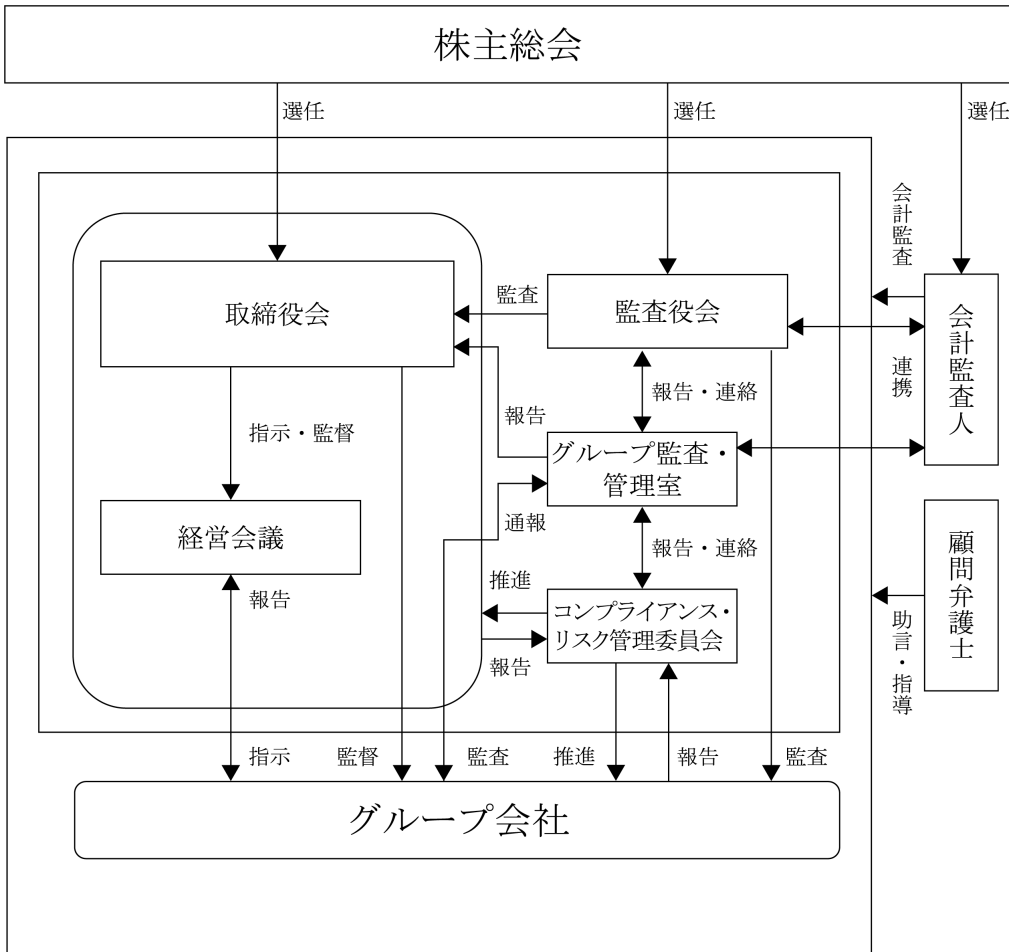 株主総会
選任
選任
選任
会計監査
監査
取締役会
監査役会
会計監査人
連携
報告・連絡
報告
指示・監督
グループ監査・
管理室
通報
経営会議
報告・連絡
顧問弁護士
推進
報告
コンプライアンス・
リスク管理委員会
助言・指導
報告
指示
監督
監査
推進
報告
監査
グループ会社